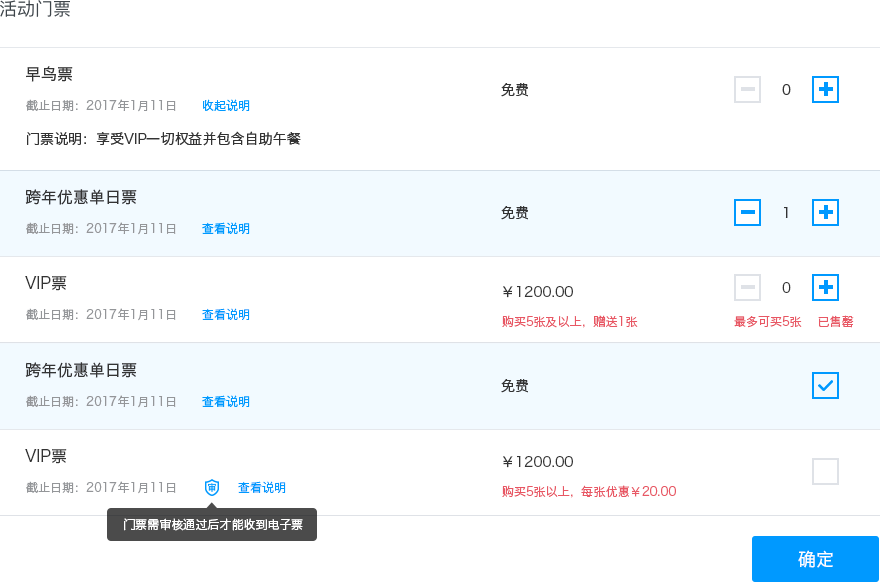 活动门票
早鸟票
免费
0
截止日期：2017年1月11日 收起说明
门票说明：享受VIP一切权益并包含自助午餐
跨年优惠单日票
免费
1
截止日期：2017年1月11日 查看说明
VIP票
¥1200.00
0
截止日期：2017年1月11日 查看说明
购买5张及以上，赠送1张
最多可买5张 已售罄
跨年优惠单日票
免费
截止日期：2017年1月11日 查看说明
VIP票
¥1200.00
截止日期：2017年1月11日 审 查看说明
购买5张以上，每张优惠¥20.00
门票需审核通过后才能收到电子票
确定